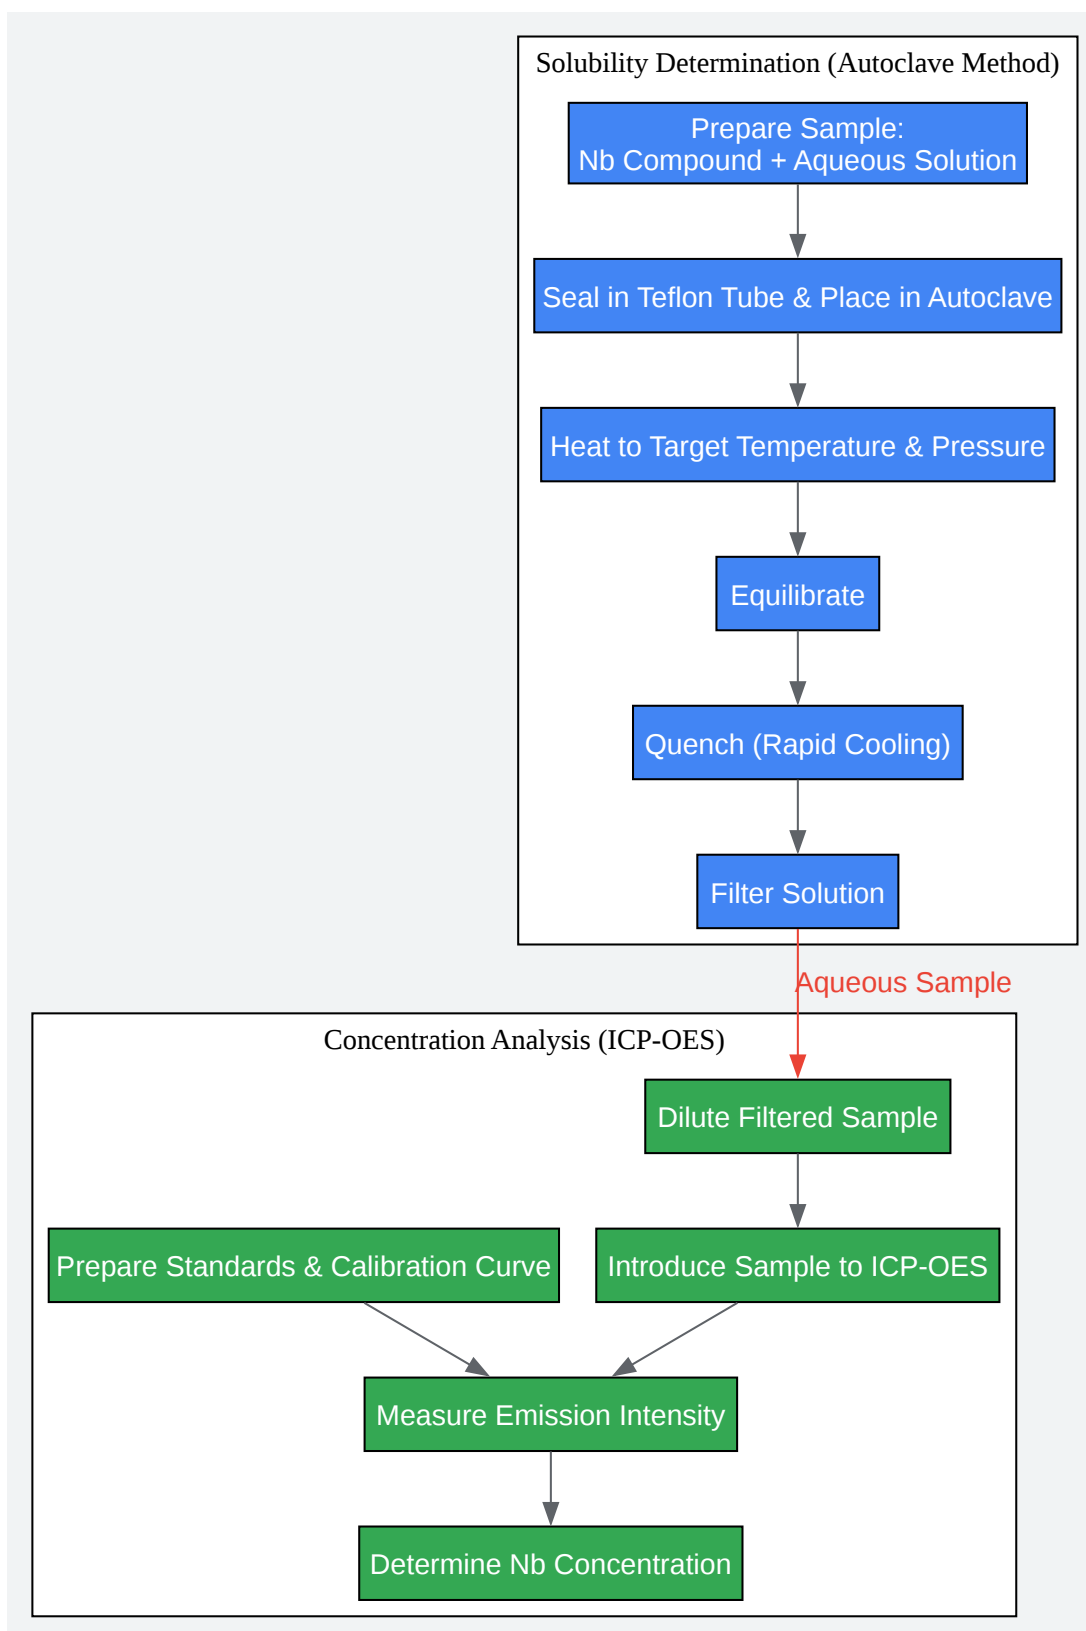 Solubility Determination (Autoclave Method)
Prepare Sample:
Nb Compound + Aqueous Solution
Seal in Teflon Tube & Place in Autoclave
Heat to Target Temperature & Pressure
Equilibrate
Quench (Rapid Cooling)
Filter Solution
Aqueous Sample
Concentration Analysis (ICP-OES)
Dilute Filtered Sample
Prepare Standards & Calibration Curve
Introduce Sample to ICP-OES
Measure Emission Intensity
Determine Nb Concentration